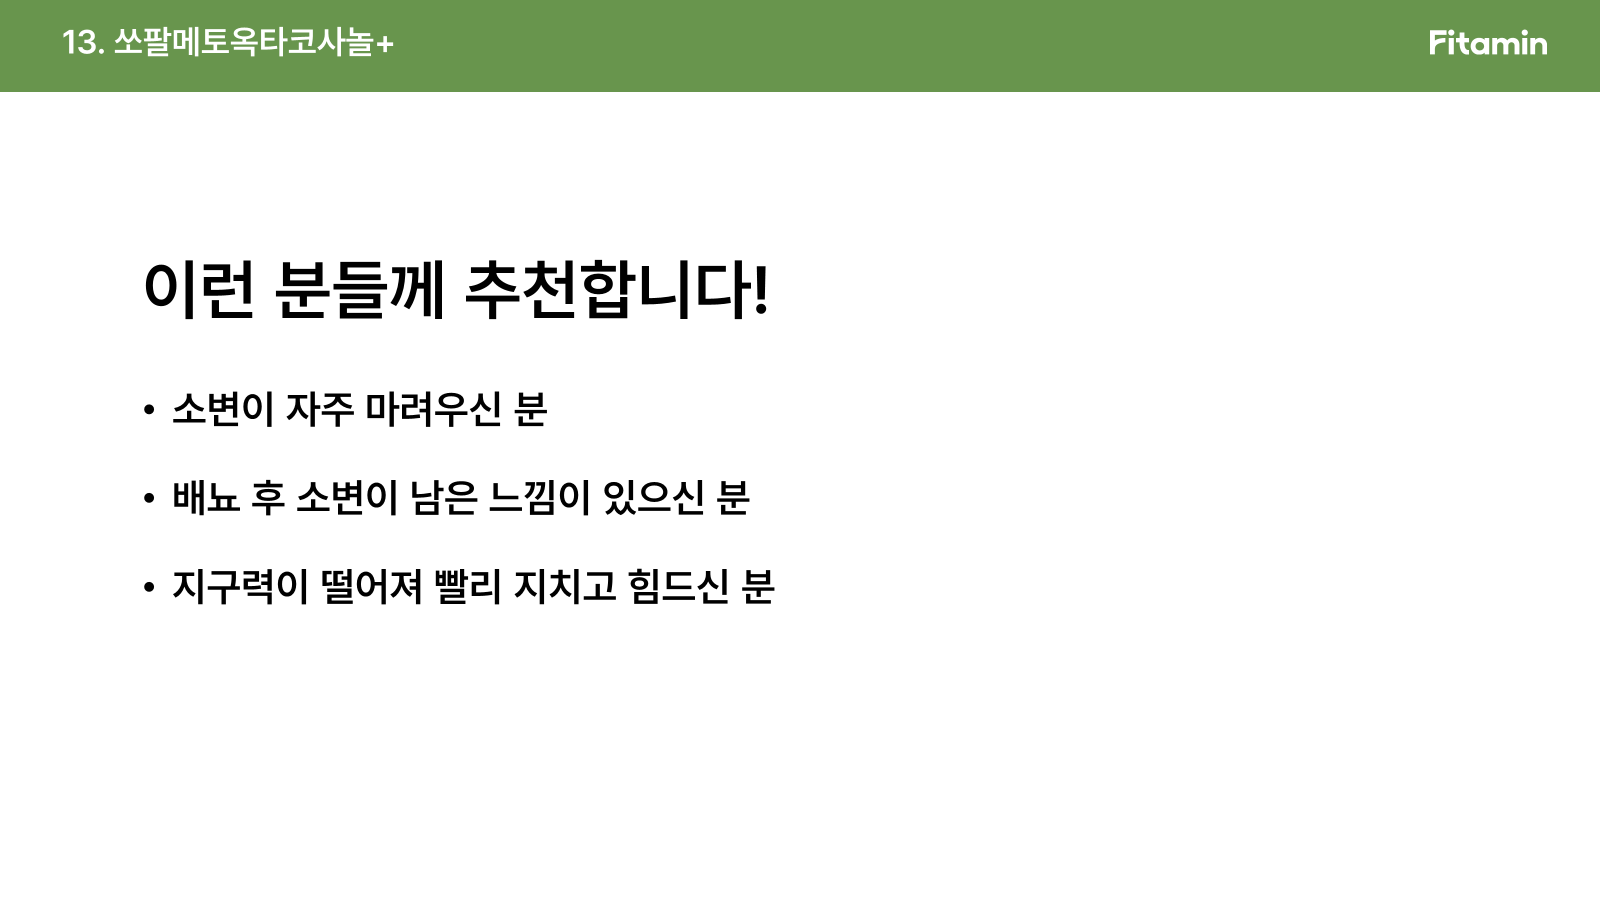 13. 쏘팔메토옥타코사놀+
Fitamin
이런 분들께 추천합니다!
• 소변이 자주 마려우신 분
• 배뇨 후 소변이 남은 느낌이 있으신 분
• 지구력이 떨어져 빨리 지치고 힘드신 분